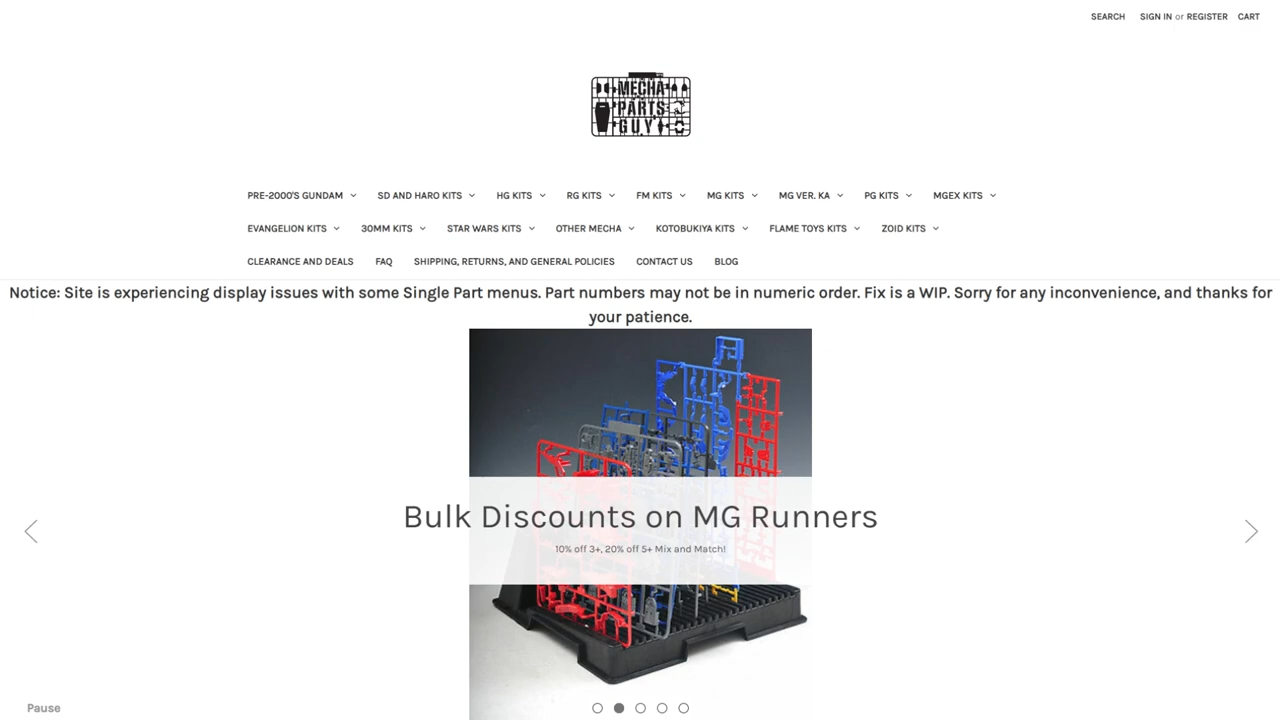 SEARCH SIGN IN or REGISTER CART
MECHA
PARTS
GUY
PRE-2000'S GUNDAM SD AND HARO KITS HG KITS RG KITS FM KITS MG KITS MG VER. KA PG KITS MGEX KITS
EVANGELION KITS 30MM KITS STAR WARS KITS OTHER MECHA KOTOBUKIYA KITS FLAME TOYS KITS ZOID KITS
CLEARANCE AND DEALS FAQ SHIPPING, RETURNS, AND GENERAL POLICIES CONTACT US BLOG
Notice: Site is experiencing display issues with some Single Part menus. Part numbers may not be in numeric order. Fix is a WIP. Sorry for any inconvenience, and thanks for
your patience.
Bulk Discounts on MG Runners
10% off 3+, 20% off 5+ Mix and Match!
Pause